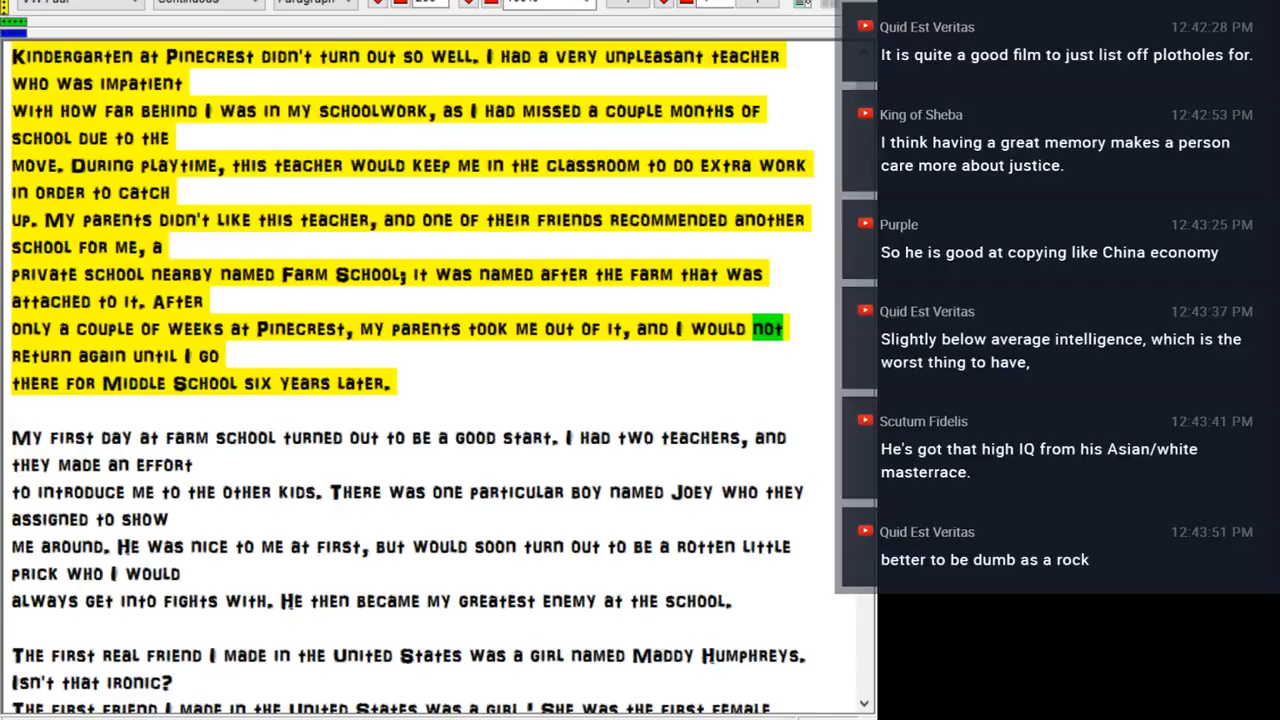 Kindergarten at Pinecrest didn't turn out so well. I had a very unpleasant teacher
who was impatient
with how far behind I was in my schoolwork, as I had missed a couple months of
school due to the
move. During playtime, this teacher would keep me in the classroom to do extra work
in order to catch
up. My parents didn't like this teacher, and one of their friends recommended another
school for me, a
private school nearby named Farm School; it was named after the farm that was
attached to it. After
only a couple of weeks at Pinecrest, my parents took me out of it, and I would not
return again until I go
there for Middle School six years later.
My first day at farm school turned out to be a good start. I had two teachers, and
they made an effort
to introduce me to the other kids. There was one particular boy named Joey who they
assigned to show
me around. He was nice to me at first, but would soon turn out to be a rotten little
prick who I would
always get into fights with. He then became my greatest enemy at the school.
The first real friend I made in the United States was a girl named Maddy Humphreys.
Isn't that ironic?
The first friend I made in the United States was a girl! She was the first female
Quid Est Veritas 12:42:28 PM
It is quite a good film to just list off plotholes for.
King of Sheba 12:42:53 PM
I think having a great memory makes a person
care more about justice.
Purple 12:43:25 PM
So he is good at copying like China economy
Quid Est Veritas 12:43:37 PM
Slightly below average intelligence, which is the
worst thing to have,
Scutum Fidelis 12:43:41 PM
He's got that high IQ from his Asian/white
masterrace.
Quid Est Veritas 12:43:51 PM
better to be dumb as a rock